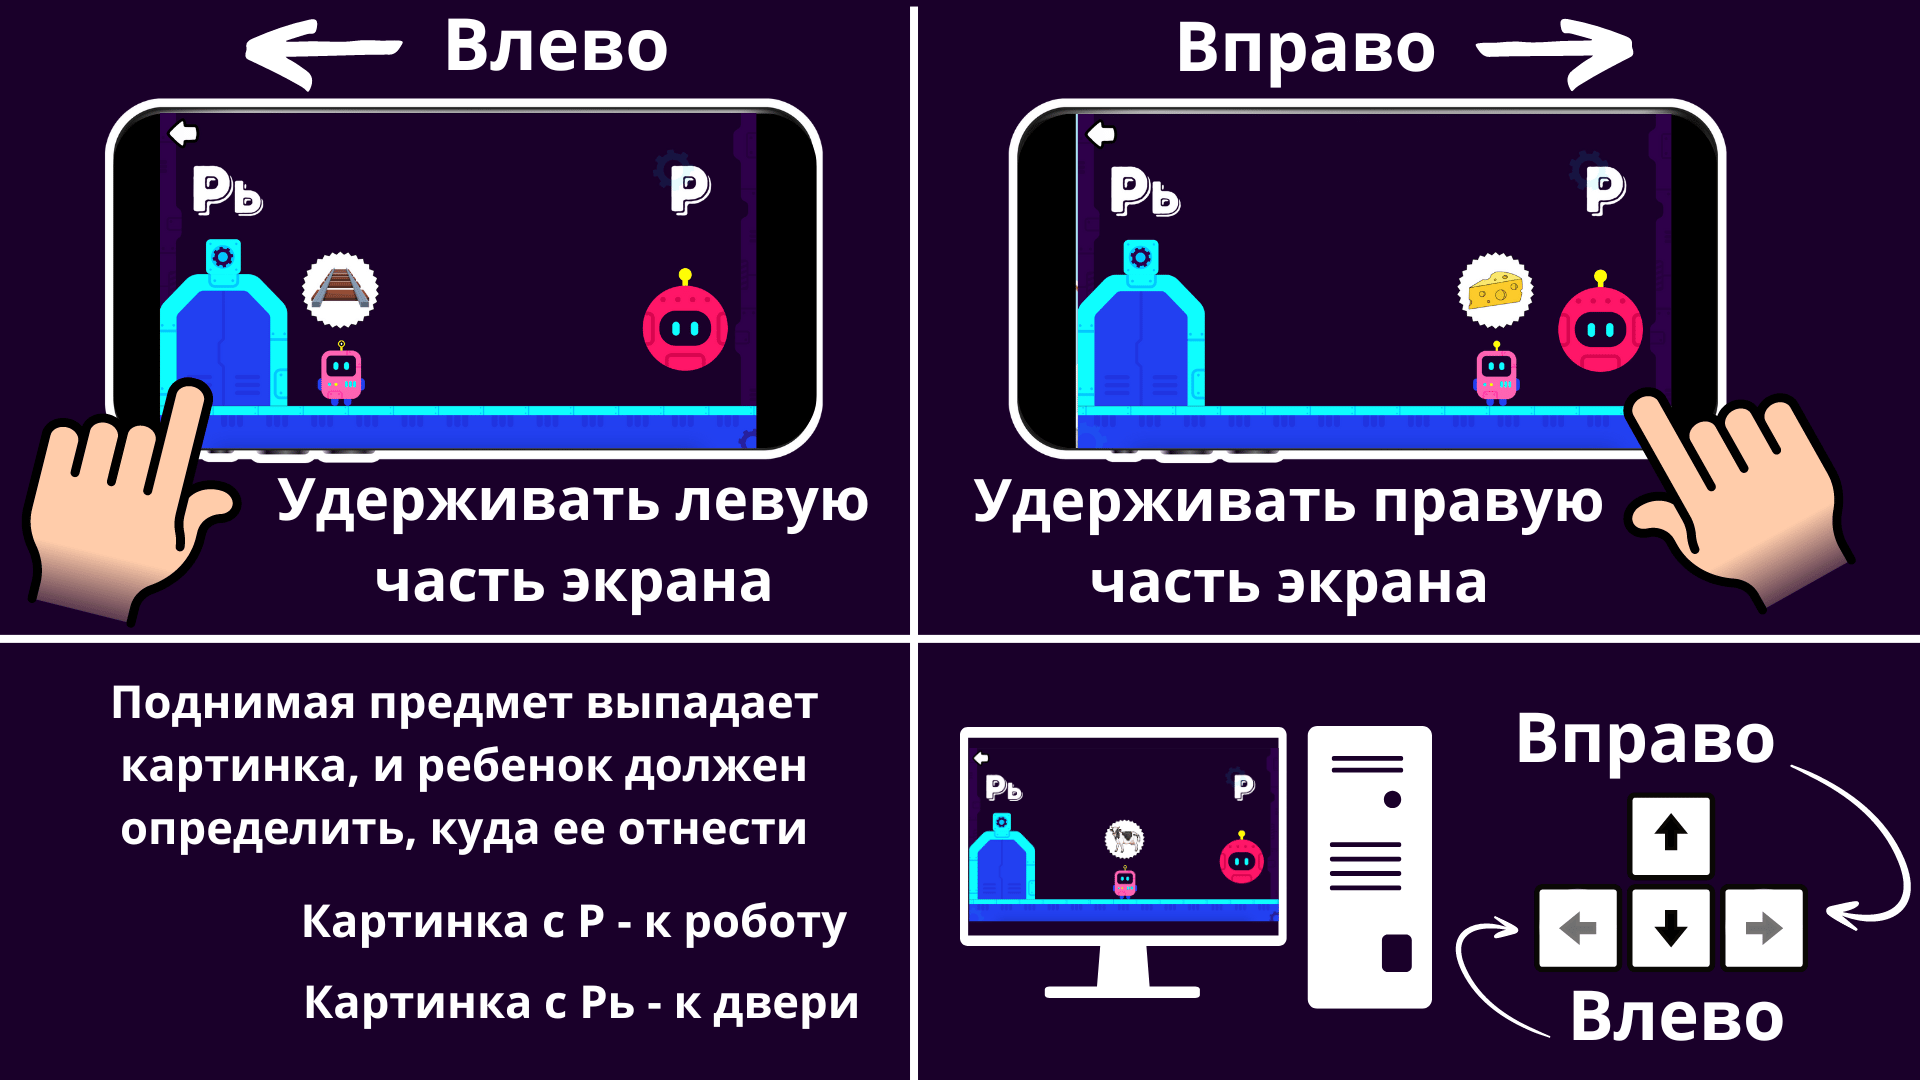 Влево
Рь
Р
Удерживать левую
часть экрана
Вправо
Рь
Р
Удерживать правую
часть экрана
Поднимая предмет выпадает
картинка, и ребенок должен
определить, куда ее отнести
Картинка с Р - к роботу
Картинка с Рь - к двери
Рь
Р
Вправо
Влево